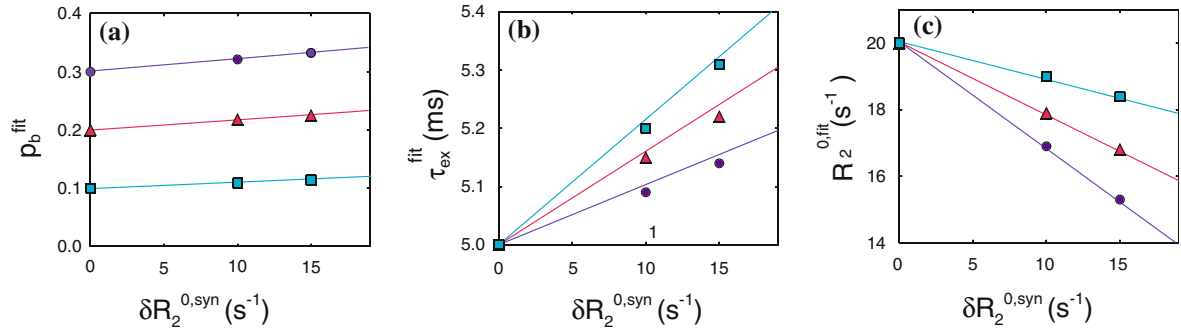 (a)
p_b^fit
0.4
0.3
0.2
0.1
0.0
0 5 10 15
δR_2^0,syn (s^-1)
(b)
τ_ex^fit (ms)
5.4
5.3
5.2
5.1
5.0
1
0 5 10 15
δR_2^0,syn (s^-1)
(c)
R_2^0,fit (s^-1)
20
18
16
14
0 5 10 15
δR_2^0,syn (s^-1)